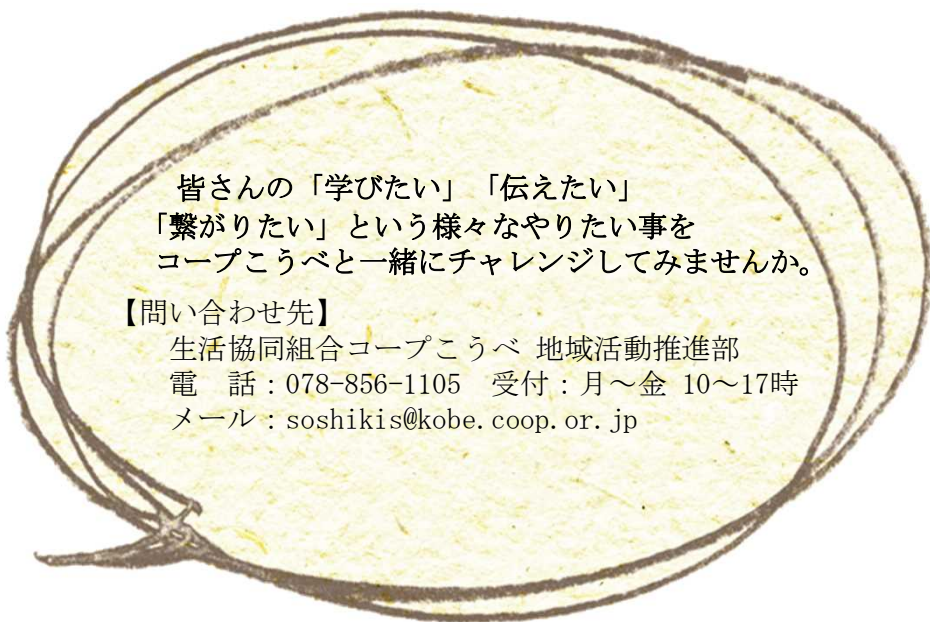 皆さんの「学びたい」「伝えたい」
「繋がりたい」という様々なやりたい事を
コープこうべと一緒にチャレンジしてみませんか。
【問い合わせ先】
生活協同組合コープこうべ 地域活動推進部
電　話：078-856-1105　受付：月～金 10～17時
メール：soshikis@kobe.coop.or.jp